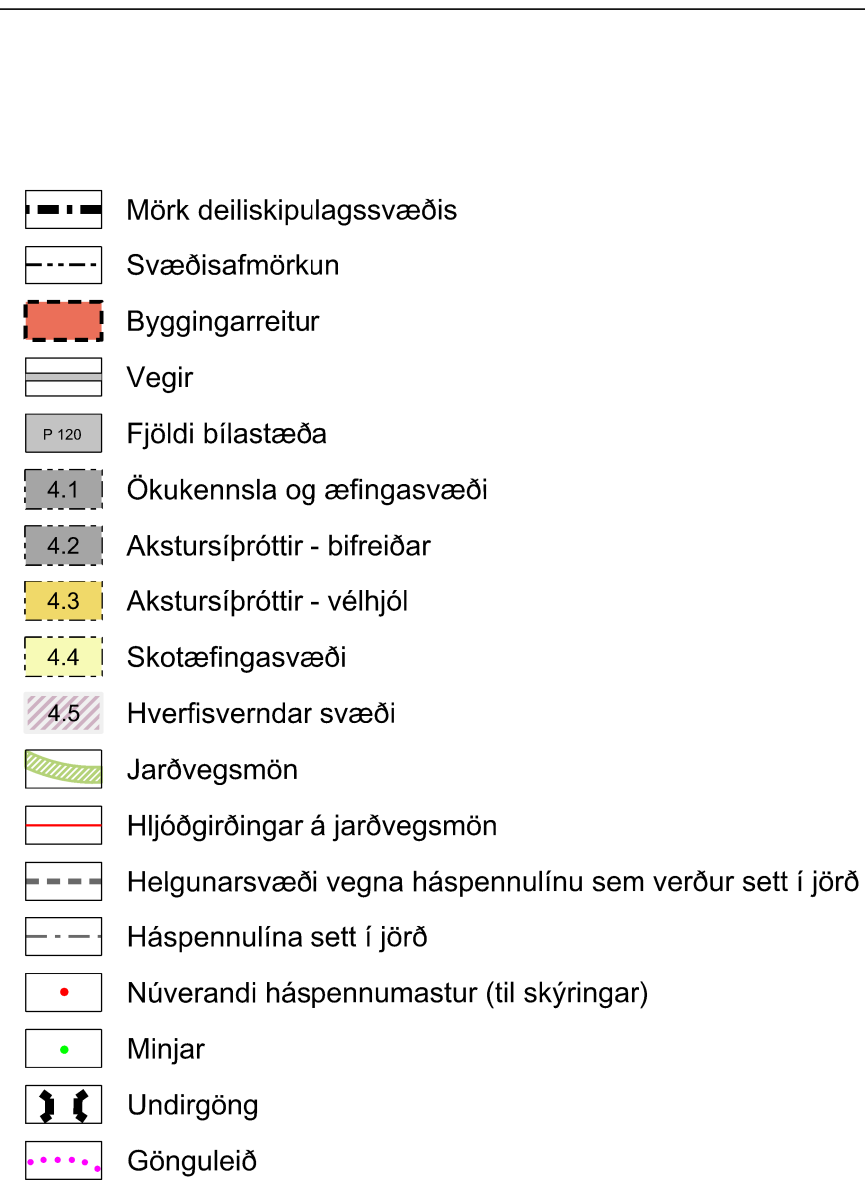 Mörk deiliskipulagssvæðis
Svæðisafmörkun
Byggingarreitur
Vegir
P 120 Fjöldi bílastæða
4.1 Ökukennsla og æfingasvæði
4.2 Akstursíþróttir - bifreiðar
4.3 Akstursíþróttir - vélhjól
4.4 Skotæfingasvæði
4.5 Hverfisverndar svæði
Jarðvegsmön
Hljóðgirðingar á jarðvegsmön
Helgunarsvæði vegna háspennulínu sem verður sett í jörð
Háspennulína sett í jörð
Núverandi háspennumastur (til skýringar)
Minjar
Undirgöng
Gönguleið